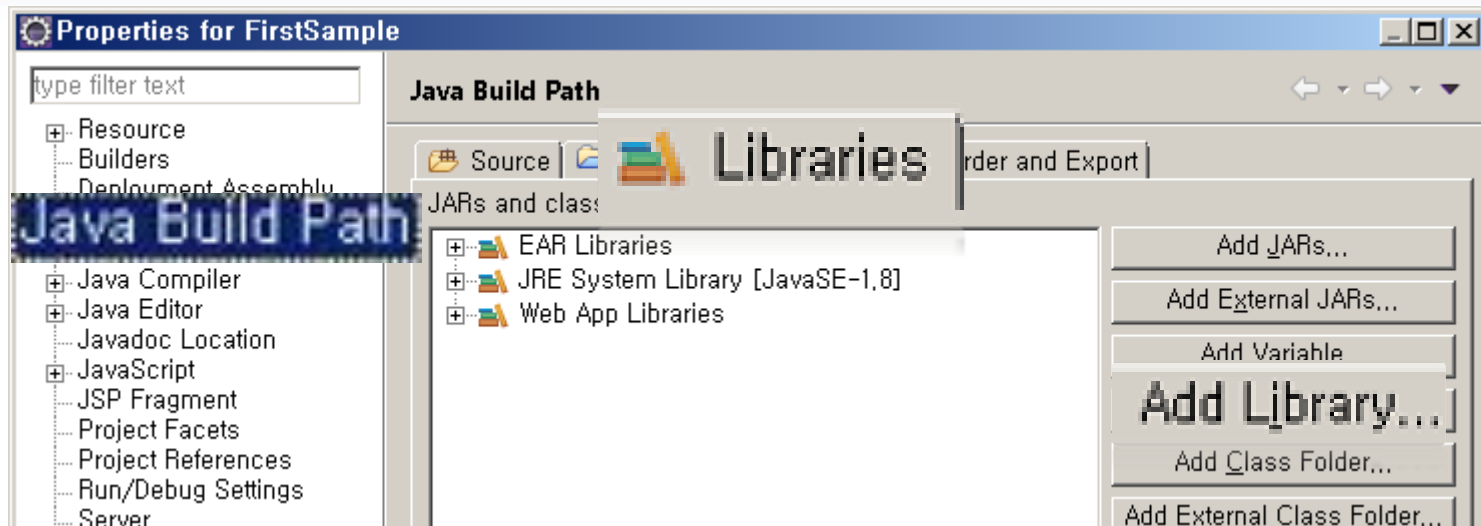 Properties for FirstSample
type filter text
Java Build Path
Resource
Builders
Deployment Assembly
Java Build Path
Java Compiler
Java Editor
Javadoc Location
JavaScript
JSP Fragment
Project Facets
Project References
Run/Debug Settings
Server
Source
Libraries
rder and Export
JARs and class
EAR Libraries
JRE System Library [JavaSE-1,8]
Web App Libraries
Add JARs...
Add External JARs...
Add Variable
Add Library...
Add Class Folder...
Add External Class Folder...